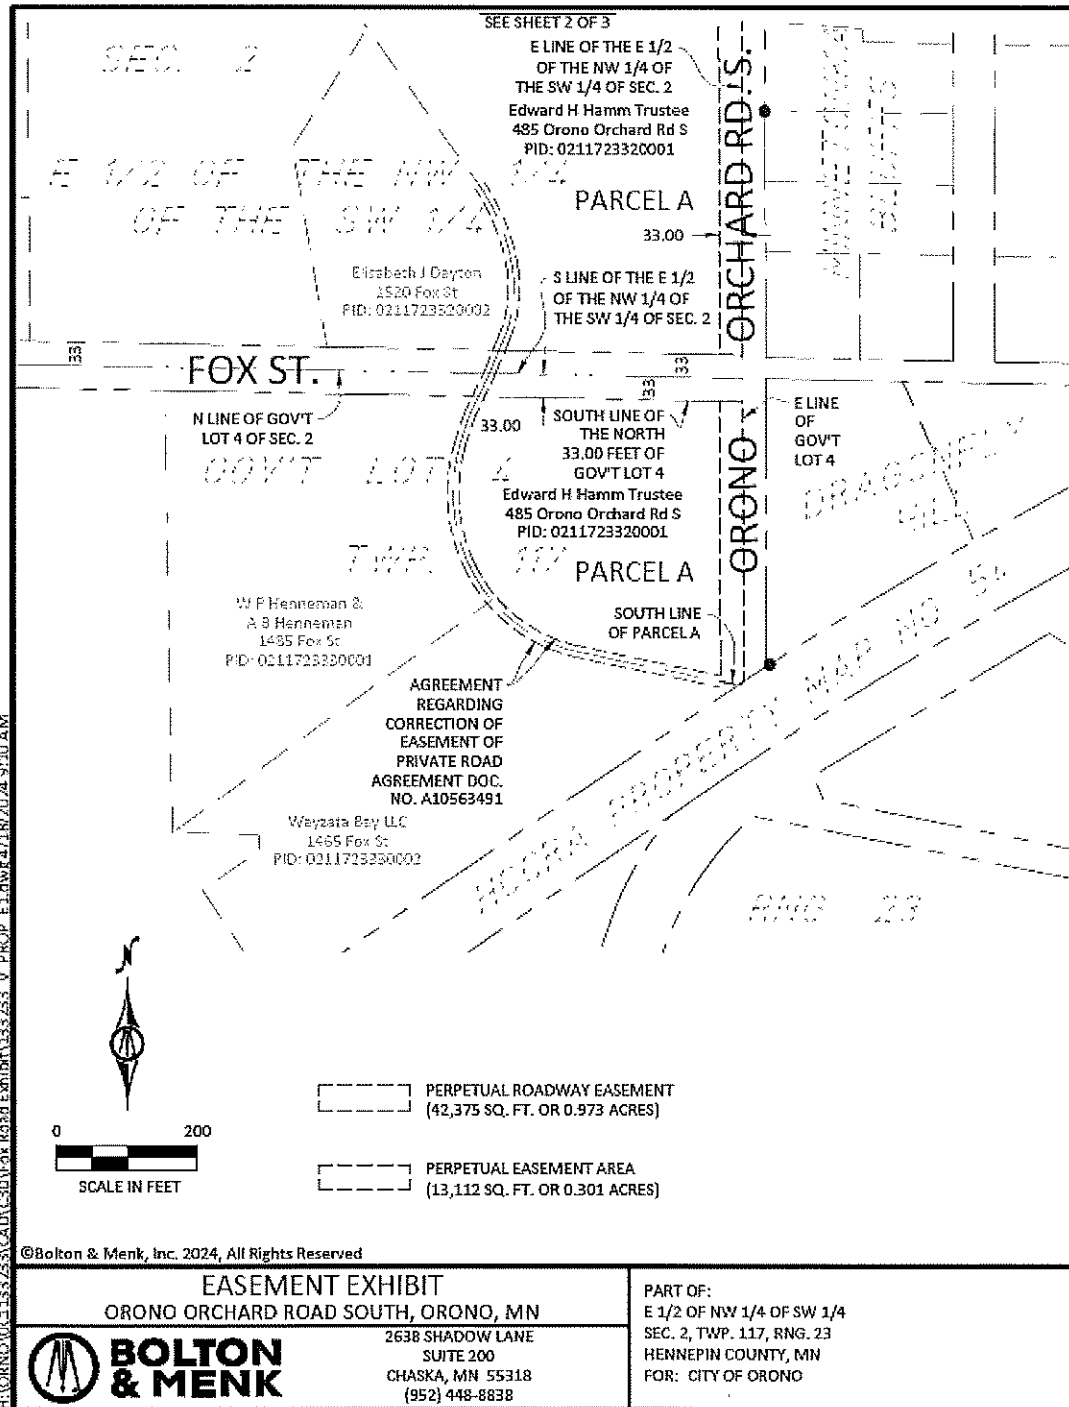 SEE SHEET 2 OF 3
SEC. 2
E LINE OF THE E 1/2
OF THE NW 1/4 OF
THE SW 1/4 OF SEC. 2
Edward H Hamm Trustee
485 Orono Orchard Rd S
PID: 0211723320001
E 1/2 OF THE NW 1/4
OF THE SW 1/4
PARCEL A
33.00
ORONO ORCHARD RD. S.
Elisabeth J Dayton
1520 Fox St
PID: 0211723320002
S LINE OF THE E 1/2
OF THE NW 1/4 OF
THE SW 1/4 OF SEC. 2
33
FOX ST.
33
33
N LINE OF GOV'T
LOT 4 OF SEC. 2
33.00
SOUTH LINE OF
THE NORTH
33.00 FEET OF
GOV'T LOT 4
E LINE
OF
GOV'T
LOT 4
GOV'T LOT 4
DRAGONFLY
HILL
Edward H Hamm Trustee
485 Orono Orchard Rd S
PID: 0211723320001
TWP. 117
PARCEL A
W F Henneman &
A B Henneman
1485 Fox St
PID: 0211723330001
SOUTH LINE
OF PARCEL A
AGREEMENT
REGARDING
CORRECTION OF
EASEMENT OF
PRIVATE ROAD
AGREEMENT DOC.
NO. A10563491
HCRRA PROPERTY MAP NO
Wayzata Bay LLC
1465 Fox St
PID: 0211723330002
RNG 23
N
PERPETUAL ROADWAY EASEMENT
(42,375 SQ. FT. OR 0.973 ACRES)
0 200
SCALE IN FEET
PERPETUAL EASEMENT AREA
(13,112 SQ. FT. OR 0.301 ACRES)
©Bolton & Menk, Inc. 2024, All Rights Reserved
EASEMENT EXHIBIT
ORONO ORCHARD ROAD SOUTH, ORONO, MN
BOLTON
& MENK
2638 SHADOW LANE
SUITE 200
CHASKA, MN 55318
(952) 448-8838
PART OF:
E 1/2 OF NW 1/4 OF SW 1/4
SEC. 2, TWP. 117, RNG. 23
HENNEPIN COUNTY, MN
FOR: CITY OF ORONO